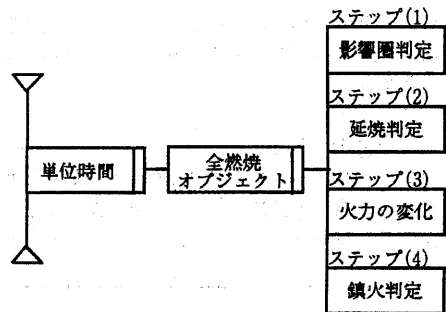 ステップ(1)
影響圏判定
ステップ(2)
延焼判定
単位時間
全燃焼
オブジェクト
ステップ(3)
火力の変化
ステップ(4)
鎮火判定